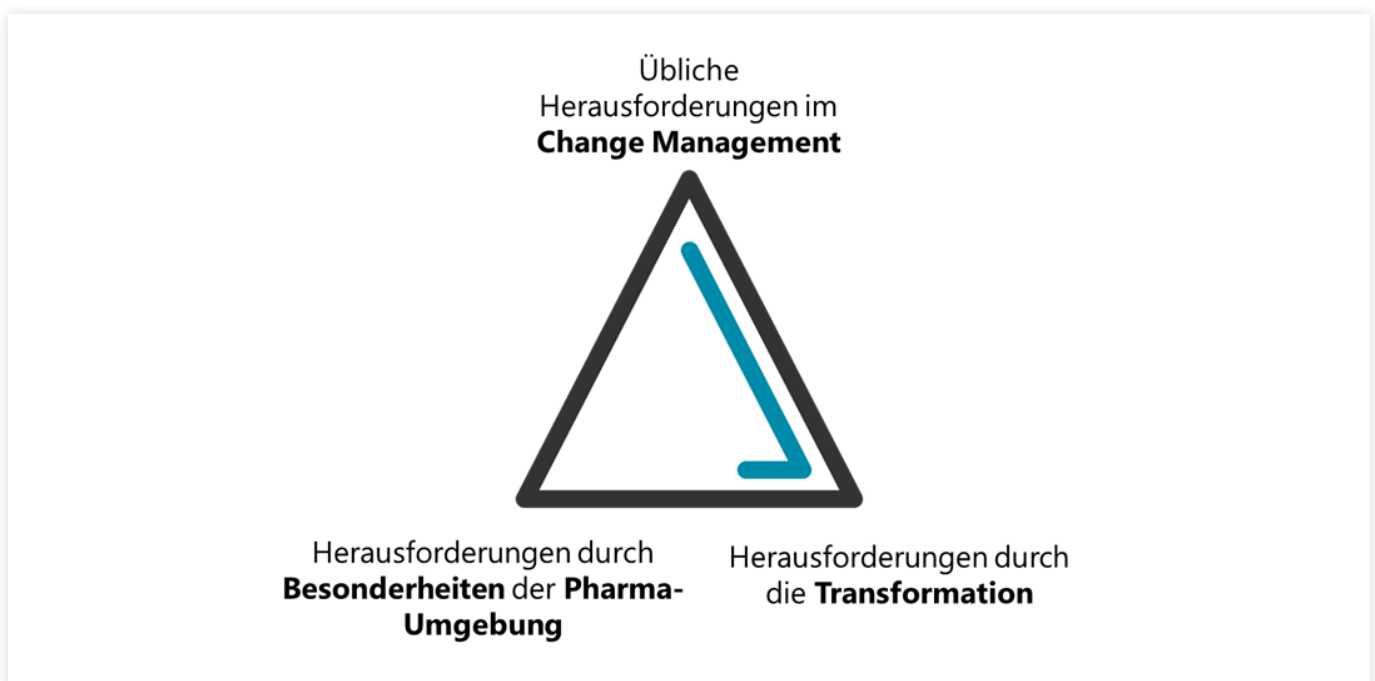 Übliche
Herausforderungen im
Change Management
Herausforderungen durch
Besonderheiten der Pharma-
Umgebung
Herausforderungen durch
die Transformation